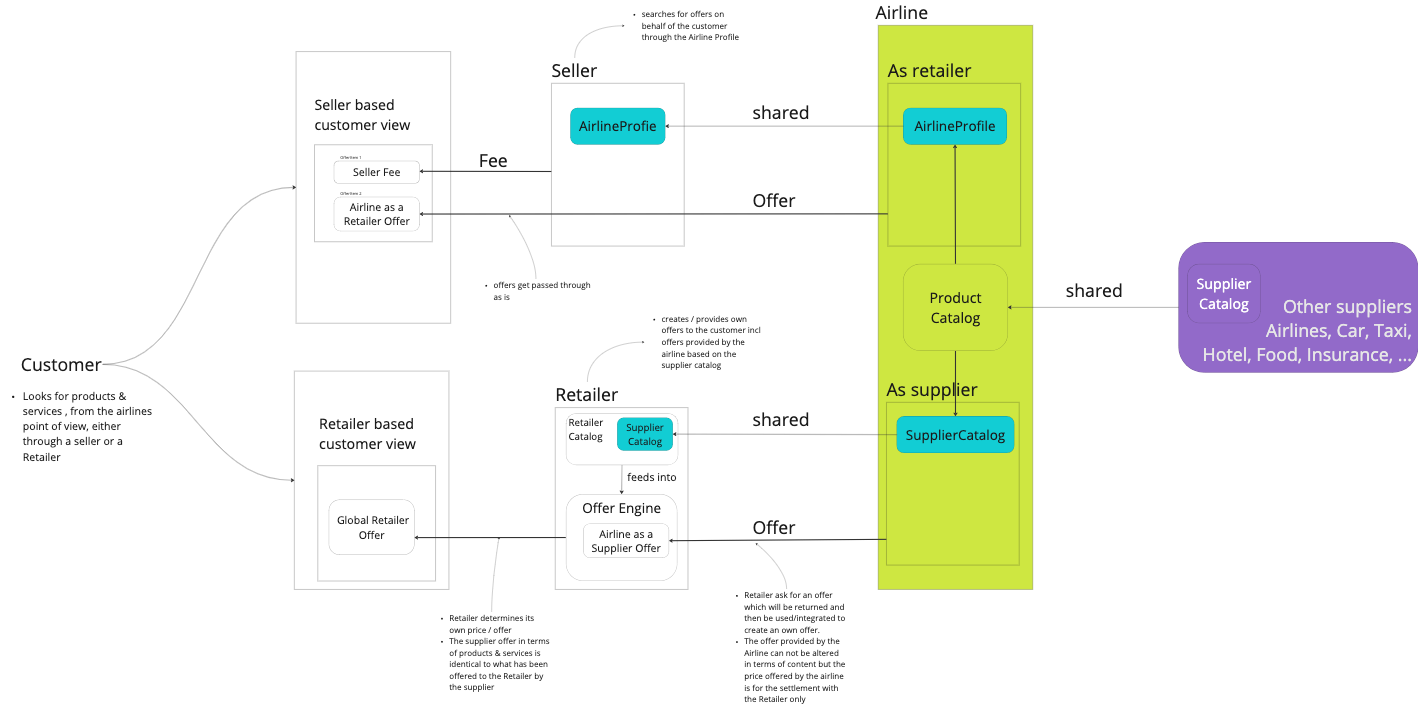 Airline
searches for offers on
behalf of the customer
through the Airline Profile
Seller
As retailer
Seller based
customer view
AirlineProfie
shared
AirlineProfile
OfferItem 1
Seller Fee
Fee
OfferItem 2
Airline as a
Retailer Offer
Offer
offers get passed through
as is
Product
Catalog
shared
Supplier
Catalog
Other suppliers
Airlines, Car, Taxi,
Hotel, Food, Insurance, ...
creates / provides own
offers to the customer incl
offers provided by the
airline based on the
supplier catalog
Customer
Looks for products &
services , from the airlines
point of view, either
through a seller or a
Retailer
Retailer
As supplier
Retailer based
customer view
Retailer
Catalog
Supplier
Catalog
shared
SupplierCatalog
feeds into
Offer Engine
Global Retailer
Offer
Airline as a
Supplier Offer
Offer
Retailer determines its
own price / offer
The supplier offer in terms
of products & services is
identical to what has been
offered to the Retailer by
the supplier
Retailer ask for an offer
which will be returned and
then be used/integrated to
create an own offer.
The offer provided by the
Airline can not be altered
in terms of content but the
price offered by the airline
is for the settlement with
the Retailer only